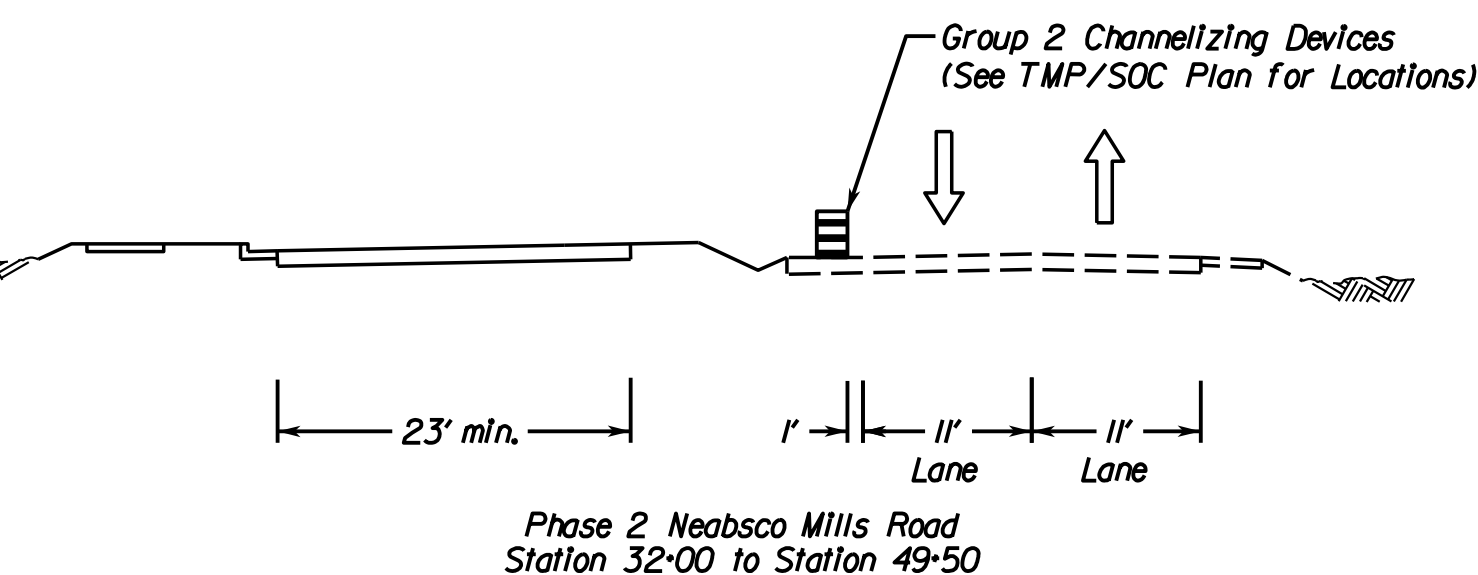 Group 2 Channelizing Devices
(See TMP/SOC Plan for Locations)
23' min.
1'
11'
11'
Lane
Lane
Phase 2 Neabsco Mills Road
Station 32+00 to Station 49+50